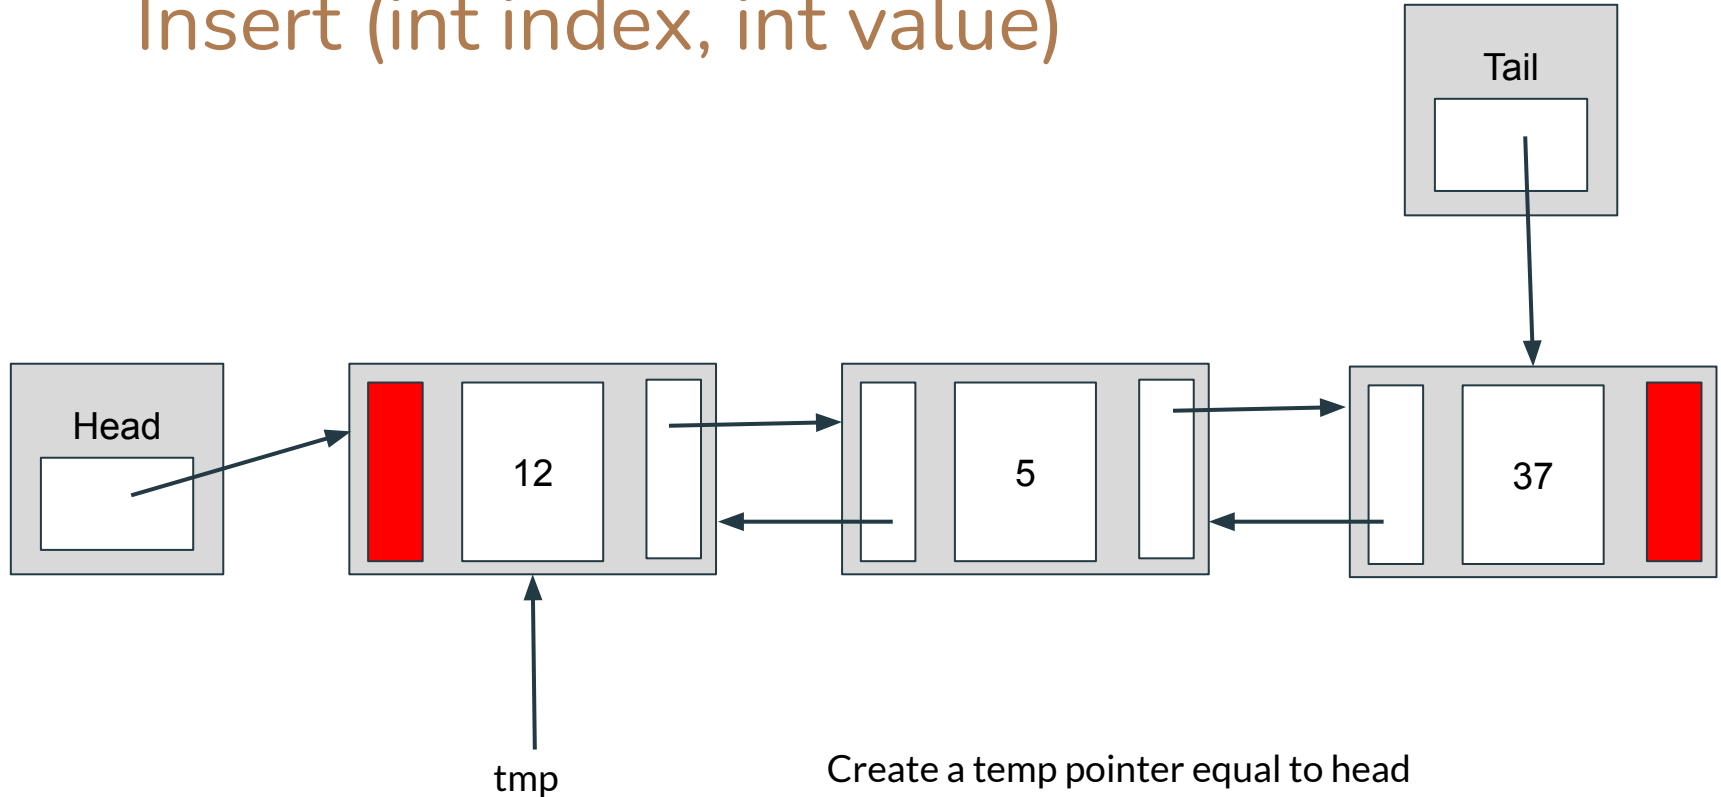 Insert (int index, int value)
Tail
Head
12
5
37
tmp
Create a temp pointer equal to head